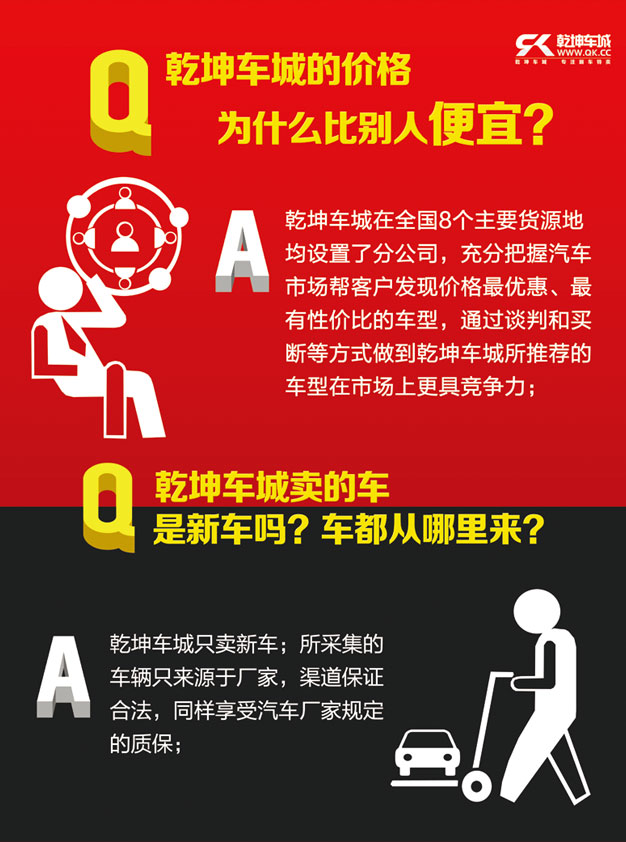 乾坤车城
WWW.QK.CC
乾坤车城
Q 乾坤车城的价格
为什么比别人便宜？
A 乾坤车城在全国8个主要货源地
均设置了分公司，充分把握汽车
市场帮客户发现价格最优惠、最
有性价比的车型，通过谈判和买
断等方式做到乾坤车城所推荐的
车型在市场上更具竞争力；
Q 乾坤车城卖的车
是新车吗？车都从哪里来？
A 乾坤车城只卖新车；所采集的
车辆只来源于厂家，渠道保证
合法，同样享受汽车厂家规定
的质保；